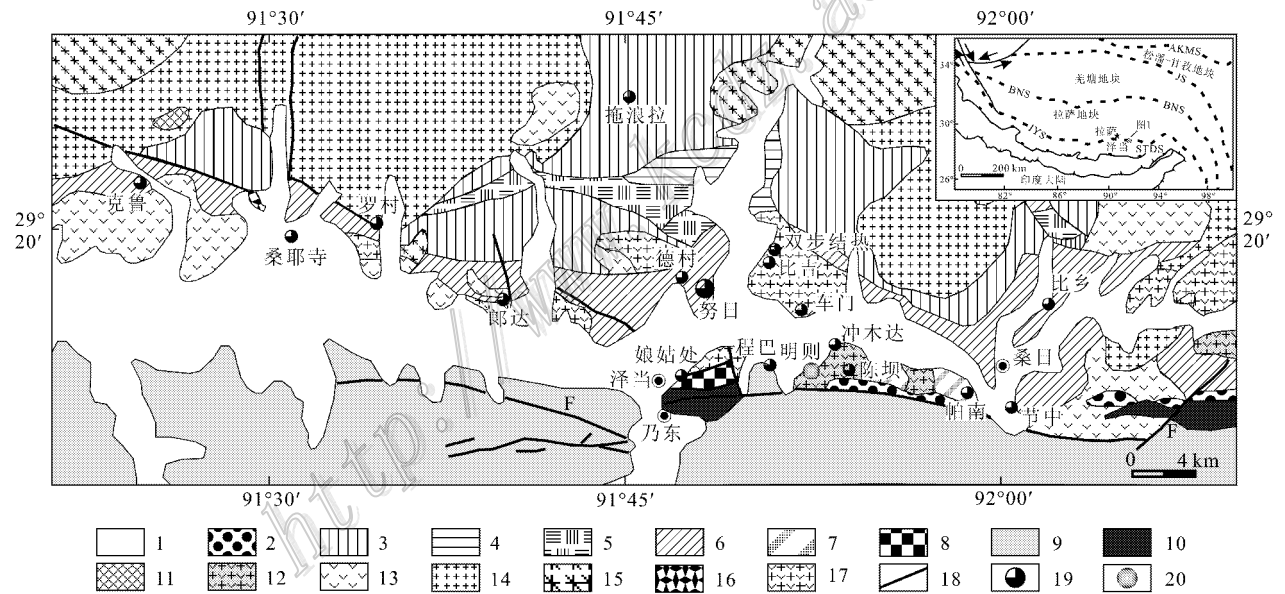 91°30′ 91°45′ 92°00′
AKMS
松潘-甘孜地块
34°
JS
羌塘地块
BNS BNS
拉萨地块
30°
IYS
拉萨 图1
泽当
STDS
0 200 km
印度大陆
26°
82° 86° 90° 94° 98°
拖浪拉
克鲁
29°
20′
29°
20′
罗村
桑耶寺
双步结热
德村
比吉
比乡
努日
车门
郎达
冲木达
娘姑处
程巴
明则
桑日
泽当
陈坝
F
帕南
节中
乃东
F
0 4 km
91°30′ 91°45′ 92°00′
1 2 3 4 5 6 7 8 9 10
11 12 13 14 15 16 17 18 19 20